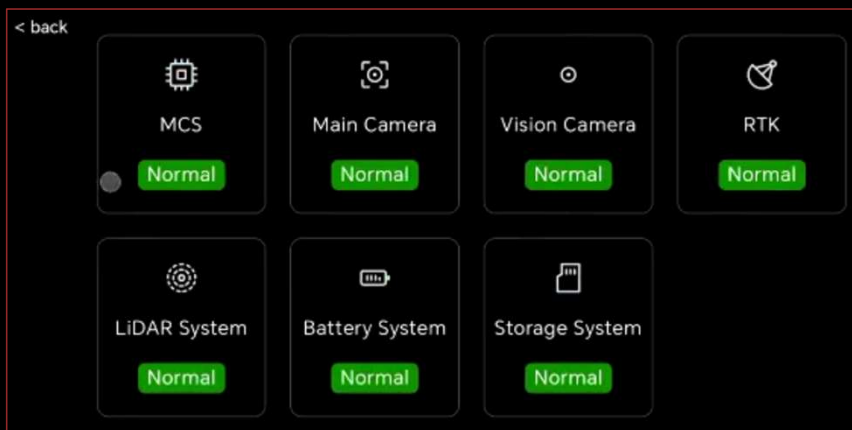 < back
MCS
Main Camera
Vision Camera
RTK
Normal
Normal
Normal
Normal
LiDAR System
Battery System
Storage System
Normal
Normal
Normal